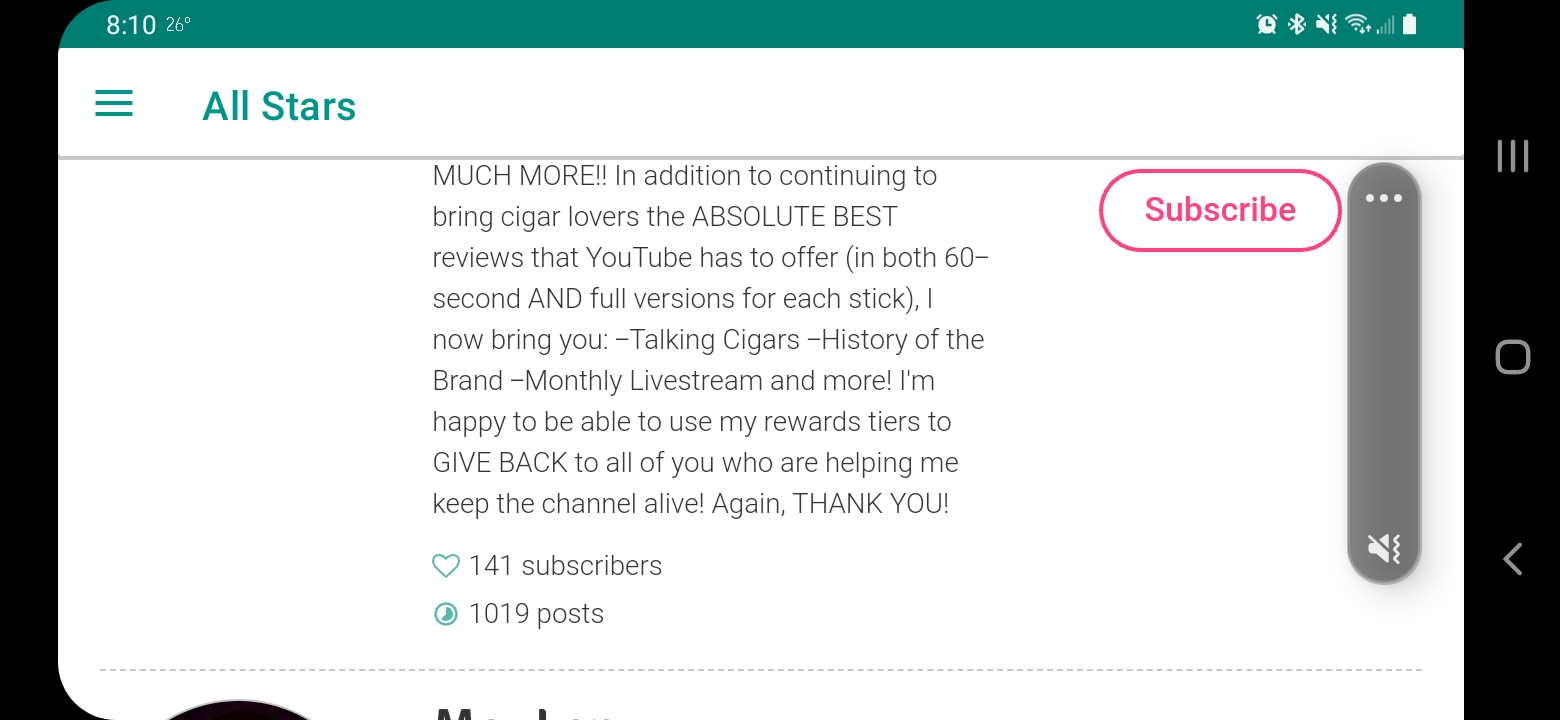 8:10 26°
All Stars
MUCH MORE!! In addition to continuing to
bring cigar lovers the ABSOLUTE BEST
reviews that YouTube has to offer (in both 60–
second AND full versions for each stick), I
now bring you: –Talking Cigars –History of the
Brand –Monthly Livestream and more! I'm
happy to be able to use my rewards tiers to
GIVE BACK to all of you who are helping me
keep the channel alive! Again, THANK YOU!
Subscribe
141 subscribers
1019 posts